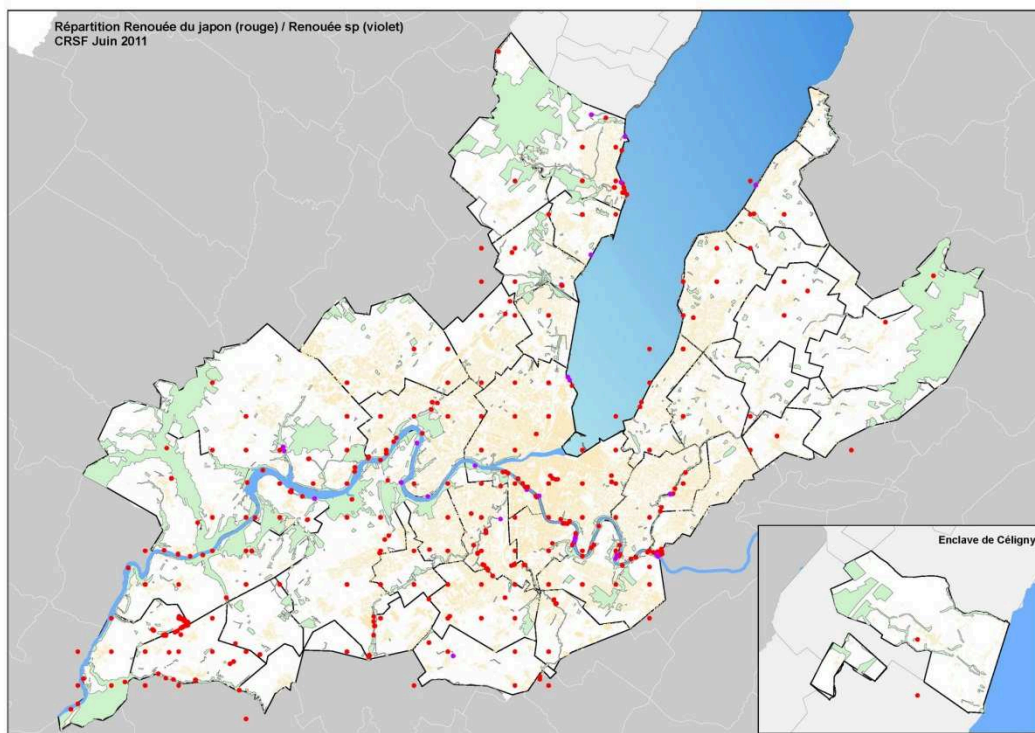 Répartition Renouée du japon (rouge) / Renouée sp (violet)
CRSF Juin 2011
Enclave de Céligny